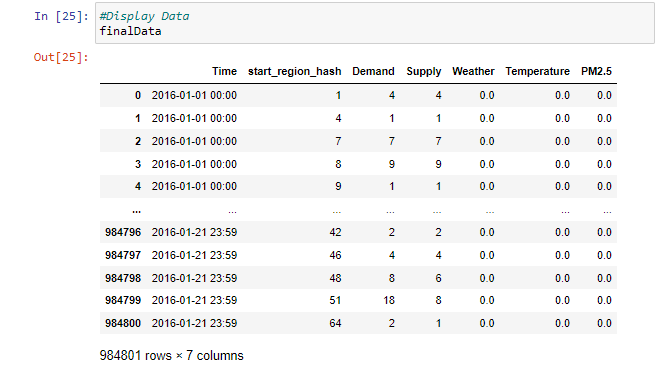 In [25]: #Display Data
finalData
Out[25]:
Time start_region_hash Demand Supply Weather Temperature PM2.5
0 2016-01-01 00:00 1 4 4 0.0 0.0 0.0
1 2016-01-01 00:00 4 1 1 0.0 0.0 0.0
2 2016-01-01 00:00 7 7 7 0.0 0.0 0.0
3 2016-01-01 00:00 8 9 9 0.0 0.0 0.0
4 2016-01-01 00:00 9 1 1 0.0 0.0 0.0
... ... ... ... ... ... ... ...
984796 2016-01-21 23:59 42 2 2 0.0 0.0 0.0
984797 2016-01-21 23:59 46 4 4 0.0 0.0 0.0
984798 2016-01-21 23:59 48 8 6 0.0 0.0 0.0
984799 2016-01-21 23:59 51 18 8 0.0 0.0 0.0
984800 2016-01-21 23:59 64 2 1 0.0 0.0 0.0
984801 rows × 7 columns